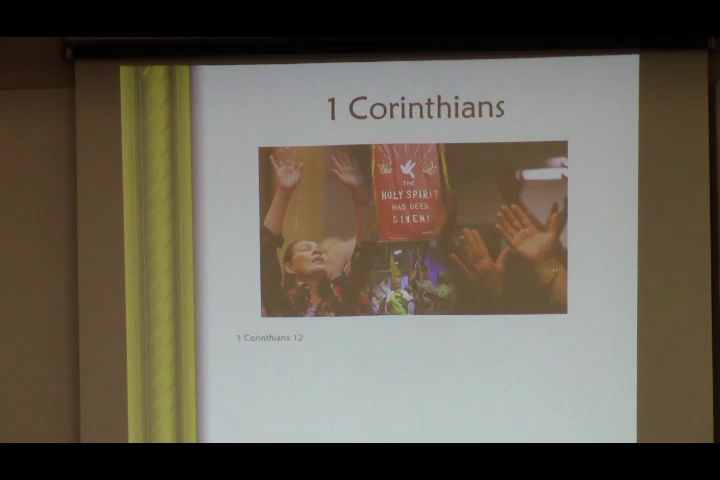 1 Corinthians
THE
HOLY SPIRIT
HAS BEEN
GIVEN!
1 Corinthians 12